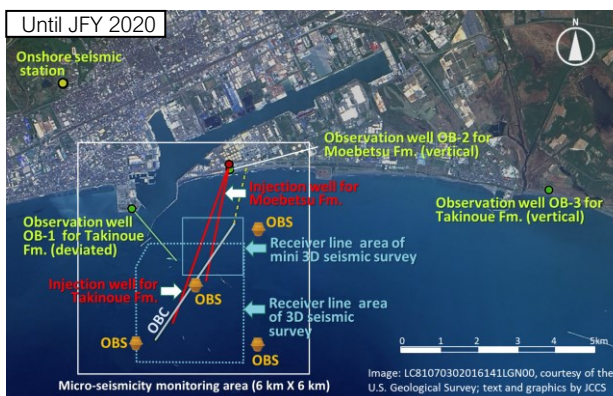 Until JFY 2020
N
Onshore seismic
station
Observation well OB-2 for
Moebetsu Fm. (vertical)
Injection well for
Moebetsu Fm.
Observation well OB-3 for
Takinoue Fm.
(vertical)
Observation
well OB-1 for Takinoue
Fm. (deviated)
OBS
Receiver line area of
mini 3D seismic survey
Injection well for
Takinoue Fm.
OBS
OBC
Receiver line area
of 3D seismic
survey
OBS
OBS
0 1 2 3 4 5km
Micro-seismicity monitoring area (6 km X 6 km)
Image: LC81070302016141LGN00, courtesy of the
U.S. Geological Survey; text and graphics by JCCS